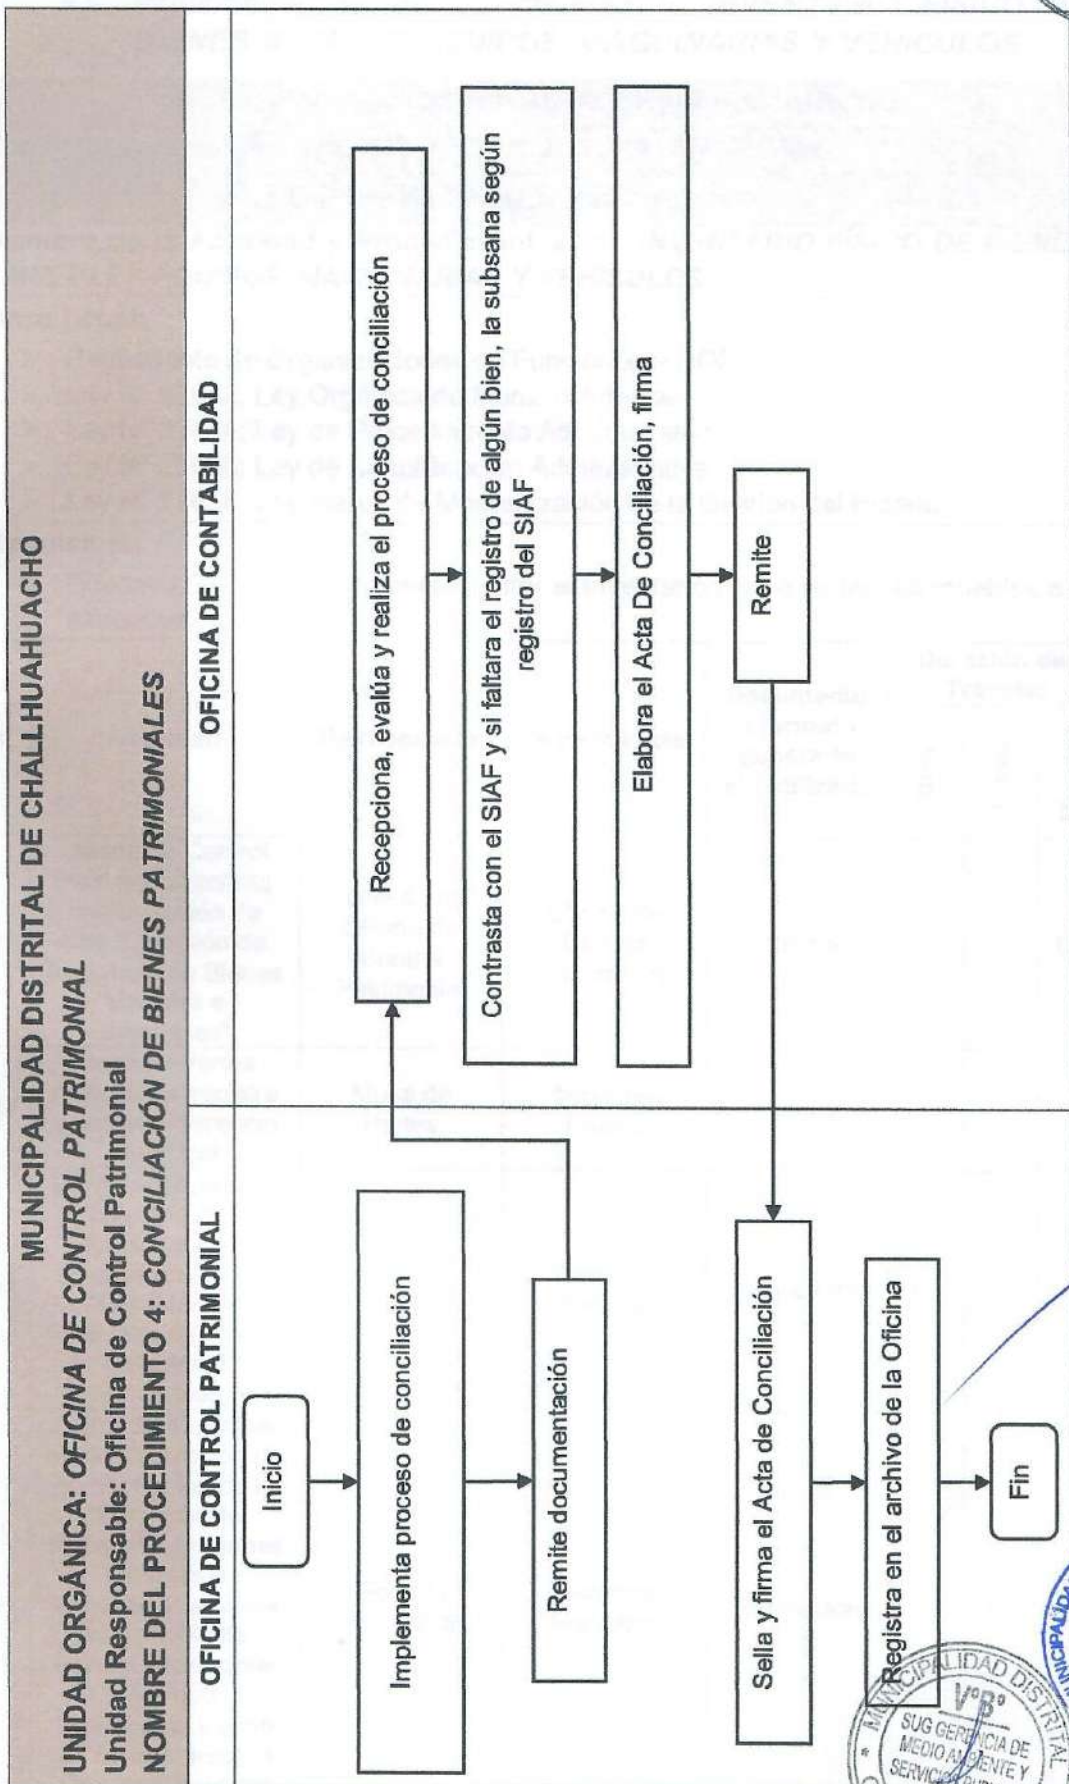 MUNICIPALIDAD DISTRITAL DE CHALLHUAHUACHO
UNIDAD ORGÁNICA: OFICINA DE CONTROL PATRIMONIAL
Unidad Responsable: Oficina de Control Patrimonial
NOMBRE DEL PROCEDIMIENTO 4: CONCILIACIÓN DE BIENES PATRIMONIALES
OFICINA DE CONTROL PATRIMONIAL
OFICINA DE CONTABILIDAD
Inicio
Implementa proceso de conciliación
Remite documentación
Recepciona, evalúa y realiza el proceso de conciliación
Contrasta con el SIAF y si faltara el registro de algún bien, la subsana según
registro del SIAF
Elabora el Acta De Conciliación, firma
Remite
Sella y firma el Acta de Conciliación
Registra en el archivo de la Oficina
Fin
MUNICIPALIDAD DISTRITAL
V°B°
SUG GERENCIA DE
MEDIO AMBIENTE Y